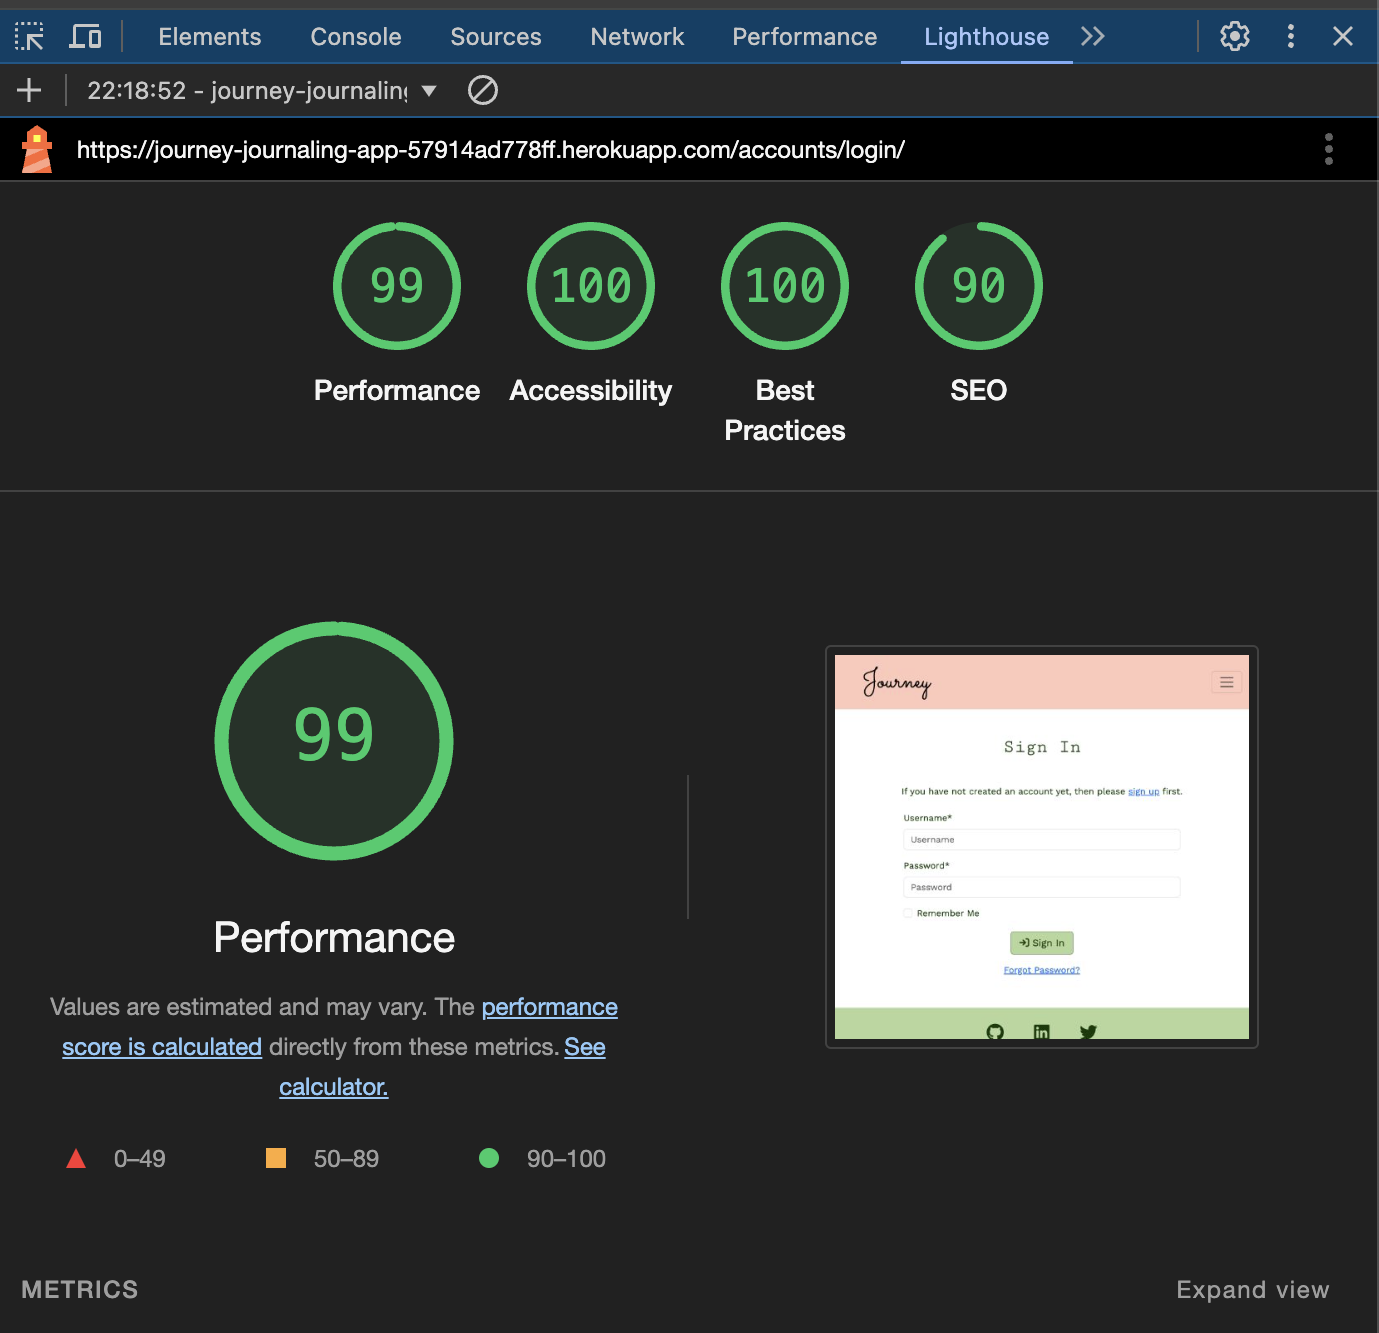 Elements Console Sources Network Performance Lighthouse
22:18:52 - journey-journaling
https://journey-journaling-app-57914ad778ff.herokuapp.com/accounts/login/
99 100 100 90
Performance Accessibility Best SEO
Practices
99
Performance
Values are estimated and may vary. The performance
score is calculated directly from these metrics. See
calculator.
0–49 50–89 90–100
Journey
Sign In
If you have not created an account yet, then please sign up first.
Username*
Username
Password*
Password
Remember Me
Sign In
Forgot Password?
METRICS Expand view